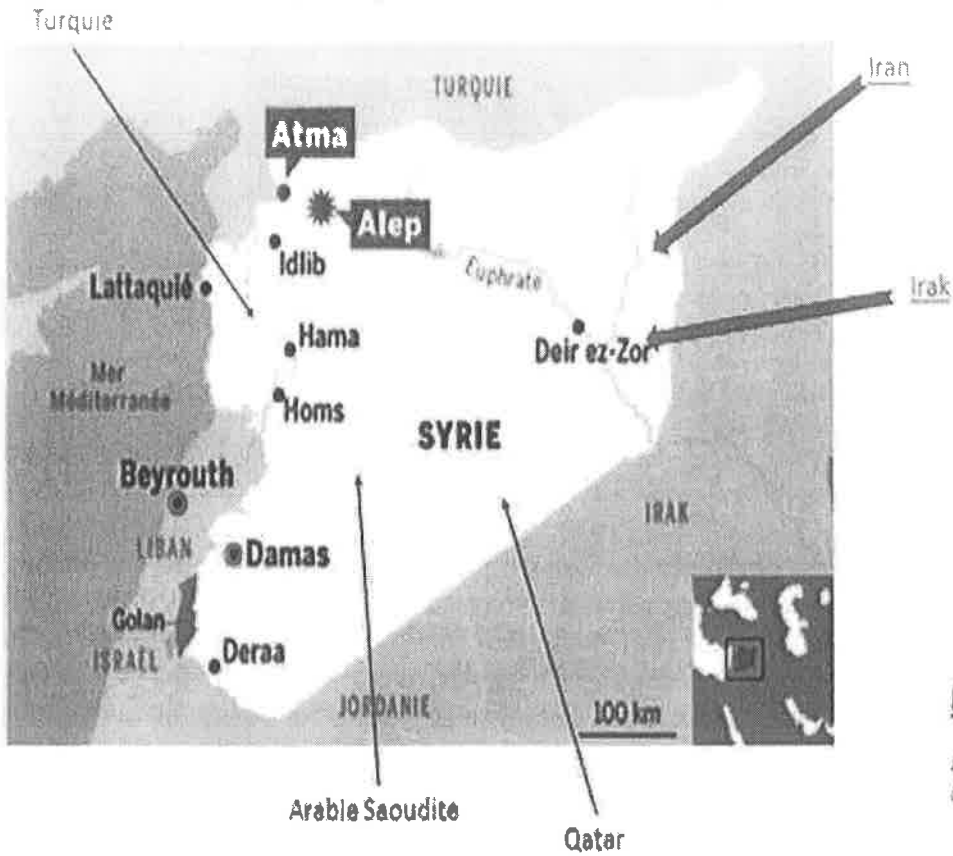 Turquie
Iran
TURQUIE
Atma
Alep
Idlib
Euphrate
Lattaquié
Irak
Hama
Deir ez-Zor
Mer
Méditerranée
Homs
SYRIE
Beyrouth
IRAK
LIBAN
Damas
Golan
ISRAËL
Deraa
JORDANIE
100 km
Arabie Saoudite
Qatar